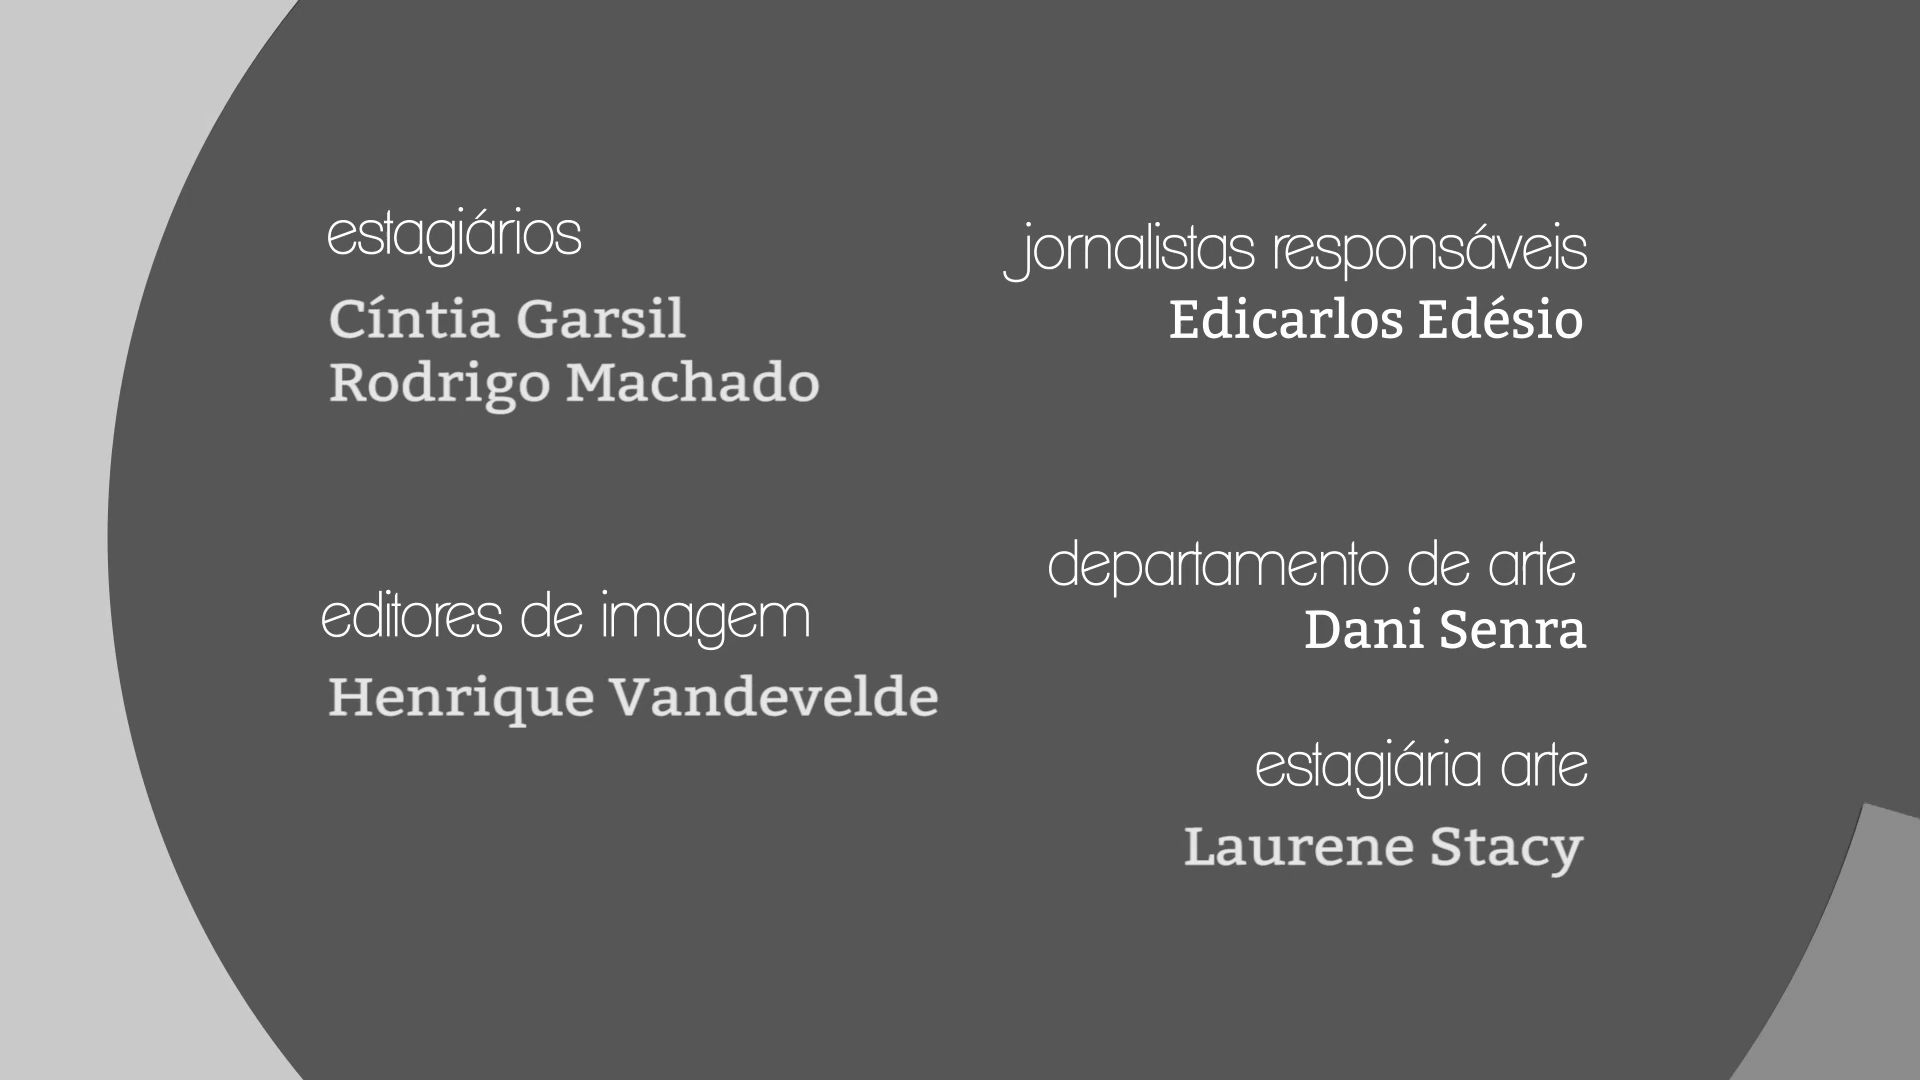 estagiários
Cíntia Garsil
Rodrigo Machado
editores de imagem
Henrique Vandevelde
jornalistas responsáveis
Edicarlos Edésio
departamento de arte
Dani Senra
estagiária arte
Laurene Stacy